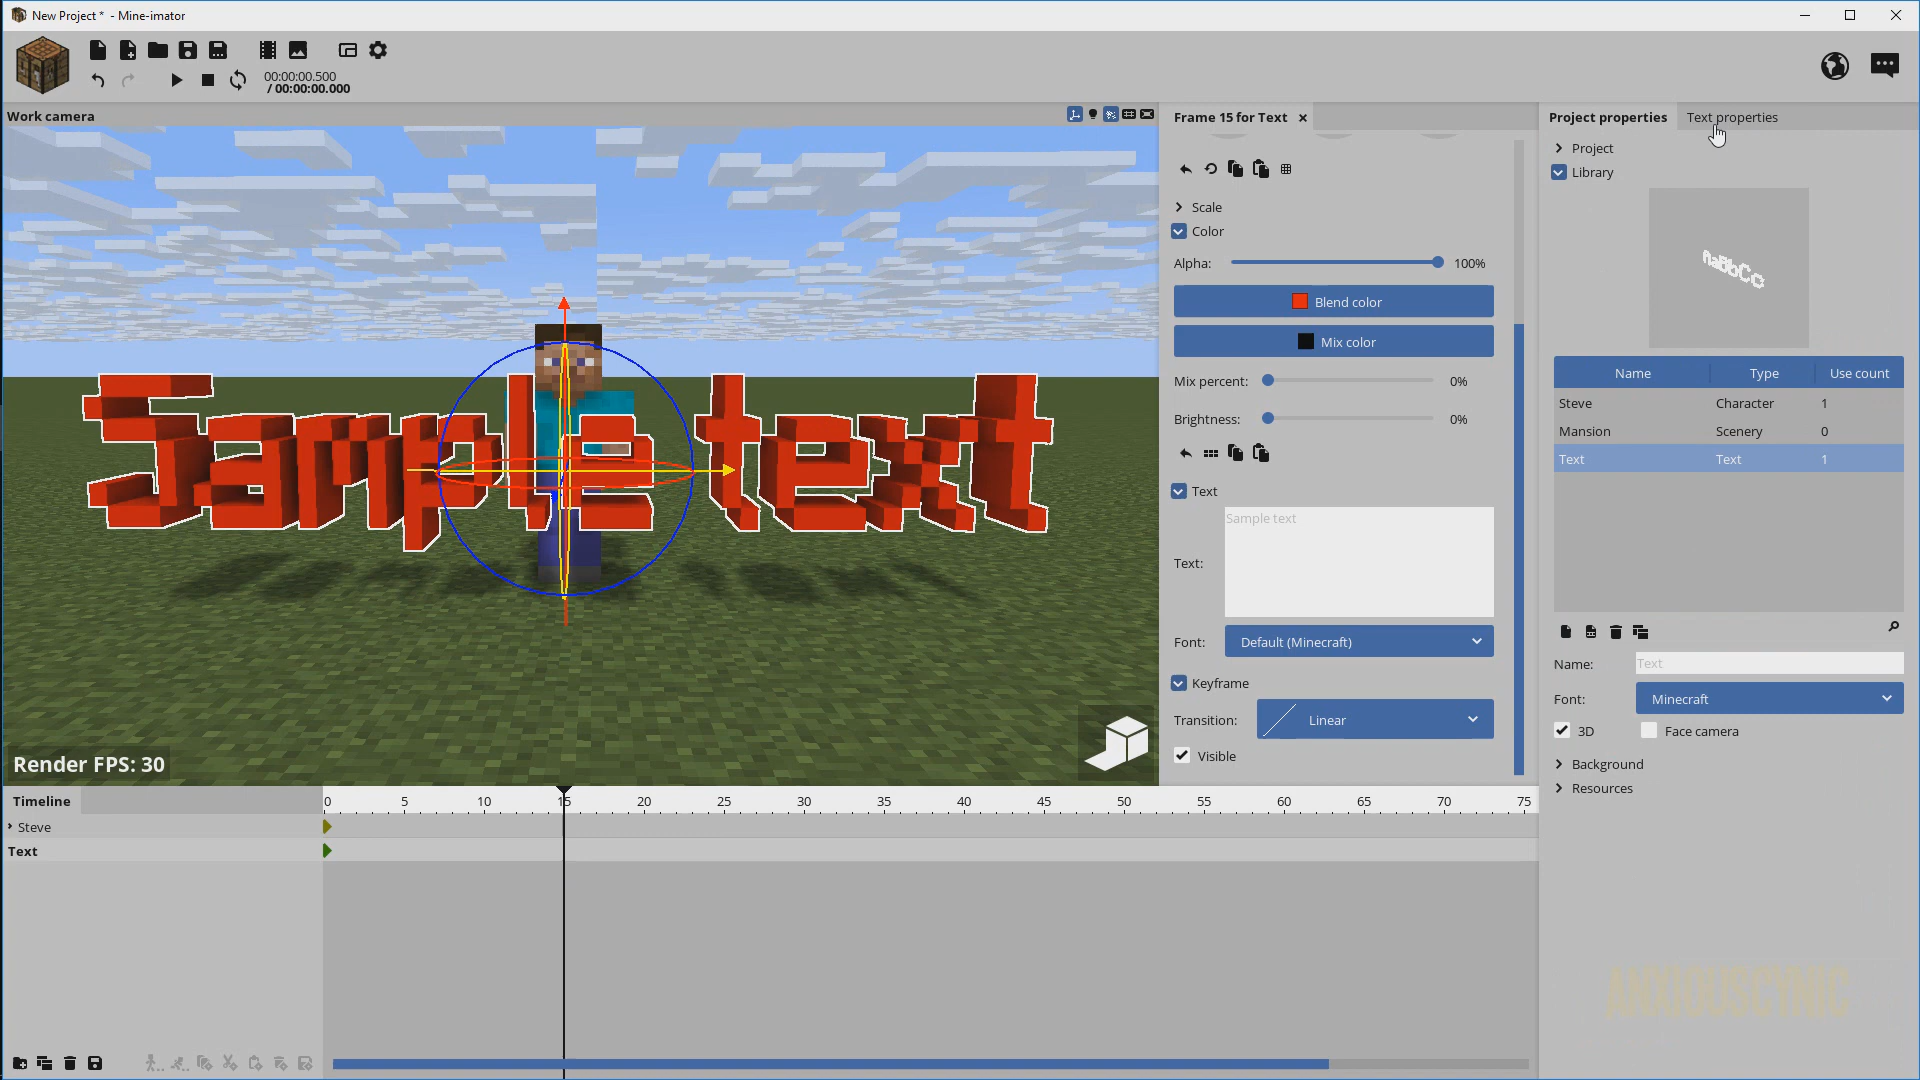 New Project * - Mine-imator
00:00:00.500
/ 00:00:00.000
Work camera
Frame 15 for Text
Project properties
Text properties
Project
Library
Scale
Color
Alpha:
100%
Blend color
Mix color
Mix percent:
0%
Brightness:
0%
Text
Text:
Sample text
Font:
Default (Minecraft)
Keyframe
Transition:
Linear
Visible
AaBbCc
Name Type Use count
Steve Character 1
Mansion Scenery 0
Text Text 1
Name:
Text
Font:
Minecraft
3D
Face camera
Background
Resources
Sample text
Render FPS: 30
Timeline
0 5 10 15 20 25 30 35 40 45 50 55 60 65 70 75
Steve
Text
ANXIOUSCYNIC